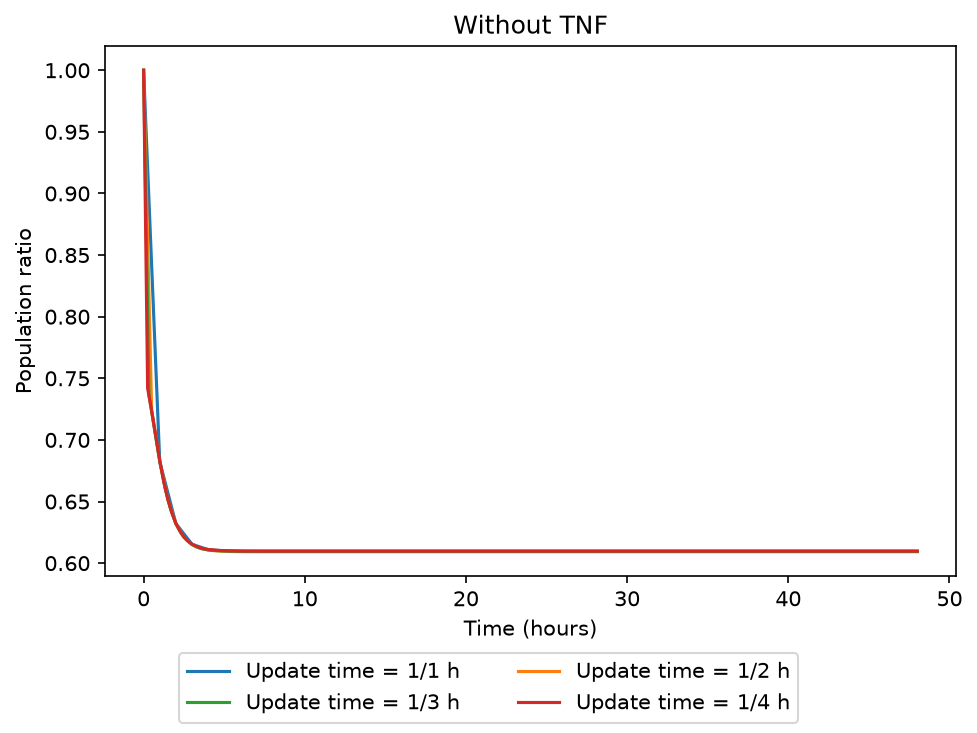 Without TNF
1.00
0.95
0.90
0.85
0.80
0.75
0.70
0.65
0.60
Population ratio
0 10 20 30 40 50
Time (hours)
Update time = 1/1 h Update time = 1/2 h
Update time = 1/3 h Update time = 1/4 h